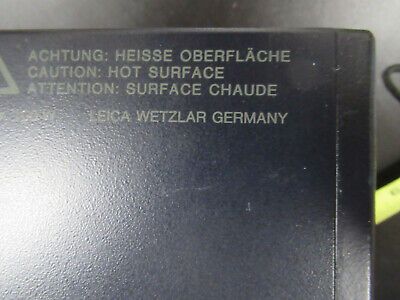 ACHTUNG: HEISSE OBERFLÄCHE
CAUTION: HOT SURFACE
ATTENTION: SURFACE CHAUDE
LEICA WETZLAR GERMANY